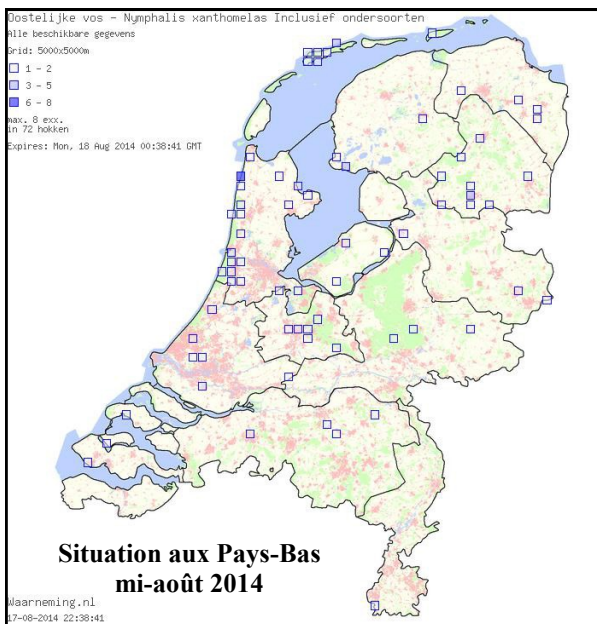 Oostelijke vos - Nymphalis xanthomelas Inclusief ondersoorten
Alle beschikbare gegevens
Grid: 5000x5000m
1 - 2
3 - 5
6 - 8
max. 8 exx.
in 72 hokken
Expires: Mon, 18 Aug 2014 00:38:41 GMT
Situation aux Pays-Bas
mi-août 2014
Waarneming.nl
17-08-2014 22:38:41